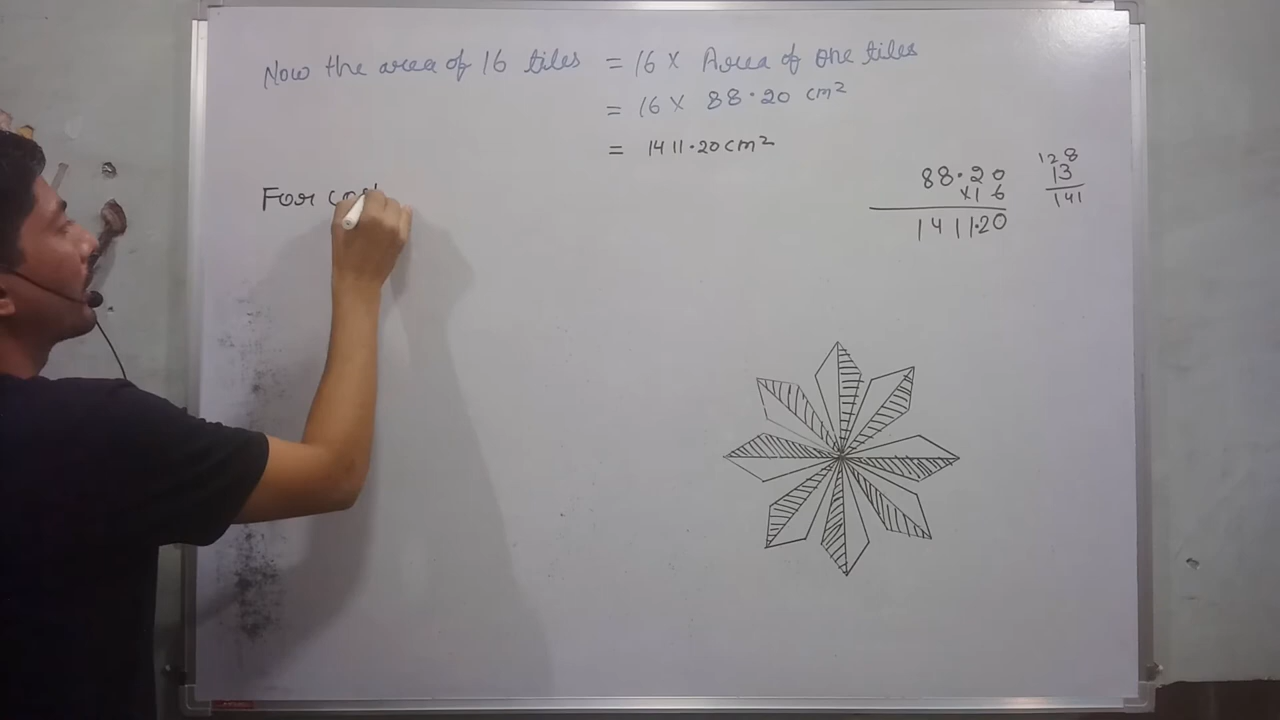 Now the area of 16 tiles = 16 × Area of one tiles
= 16 × 88.20 cm²
= 1411.20 cm²
For
88.20
×16
1411.20
128
13
141